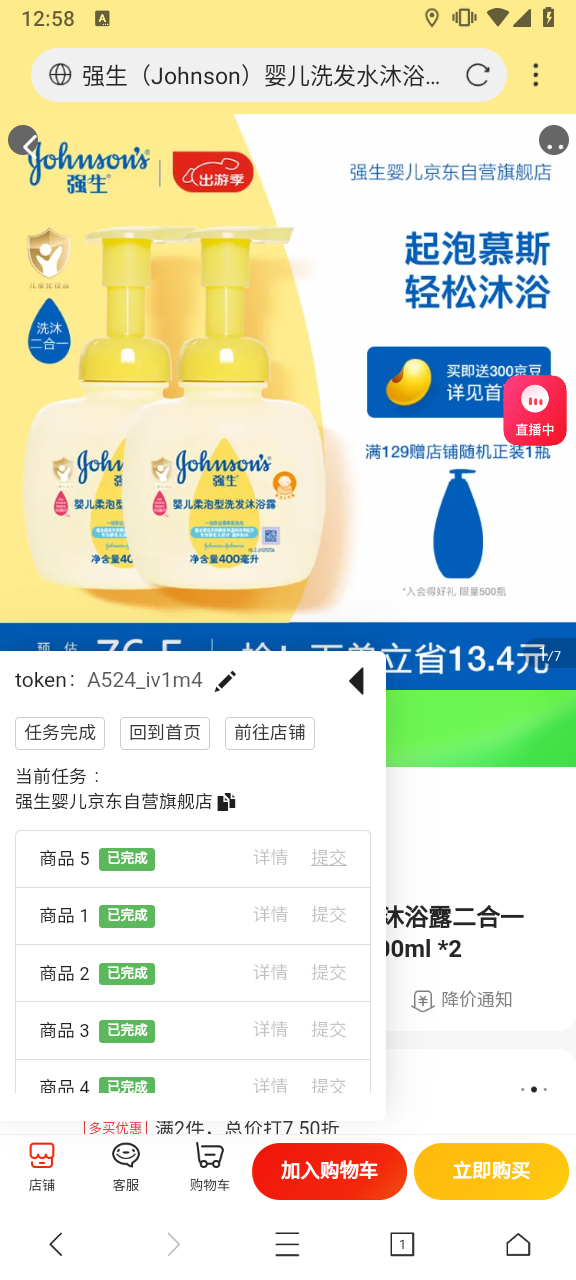 12:58
A
强生（Johnson）婴儿洗发水沐浴...
Johnson's
强生
出游季
强生婴儿京东自营旗舰店
起泡慕斯
轻松沐浴
洗沐
二合一
买即送300京豆
详见首
直播中
满129赠店铺随机正装1瓶
Johnson's
强生
婴儿柔泡型洗发沐浴露
净含量400毫升
*入会得好礼 限量500瓶
预 估
立省13.4元
1/7
token： A524_iv1m4
任务完成
回到首页
前往店铺
当前任务：
强生婴儿京东自营旗舰店
商品 5 已完成 详情 提交
商品 1 已完成 详情 提交
商品 2 已完成 详情 提交
商品 3 已完成 详情 提交
商品 4 已完成 详情 提交
沐浴露二合一
00ml *2
降价通知
多买优惠 满2件，总价打7.50折
店铺
客服
购物车
加入购物车
立即购买
1